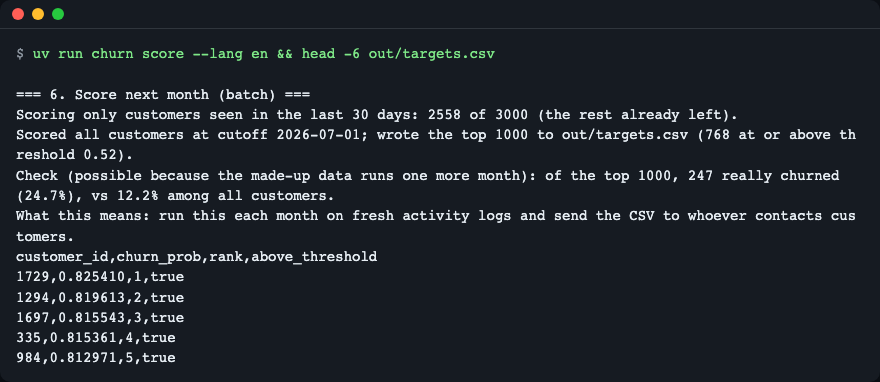 $ uv run churn score --lang en && head -6 out/targets.csv
=== 6. Score next month (batch) ===
Scoring only customers seen in the last 30 days: 2558 of 3000 (the rest already left).
Scored all customers at cutoff 2026-07-01; wrote the top 1000 to out/targets.csv (768 at or above th
reshold 0.52).
Check (possible because the made-up data runs one more month): of the top 1000, 247 really churned
(24.7%), vs 12.2% among all customers.
What this means: run this each month on fresh activity logs and send the CSV to whoever contacts cus
tomers.
customer_id,churn_prob,rank,above_threshold
1729,0.825410,1,true
1294,0.819613,2,true
1697,0.815543,3,true
335,0.815361,4,true
984,0.812971,5,true